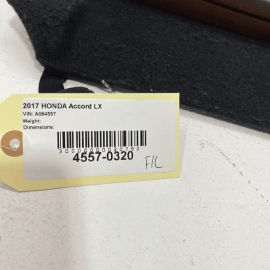 2017 HONDA Accord LX
VIN: A064557
Weight:
Dimensions:
4557-0320
F/L